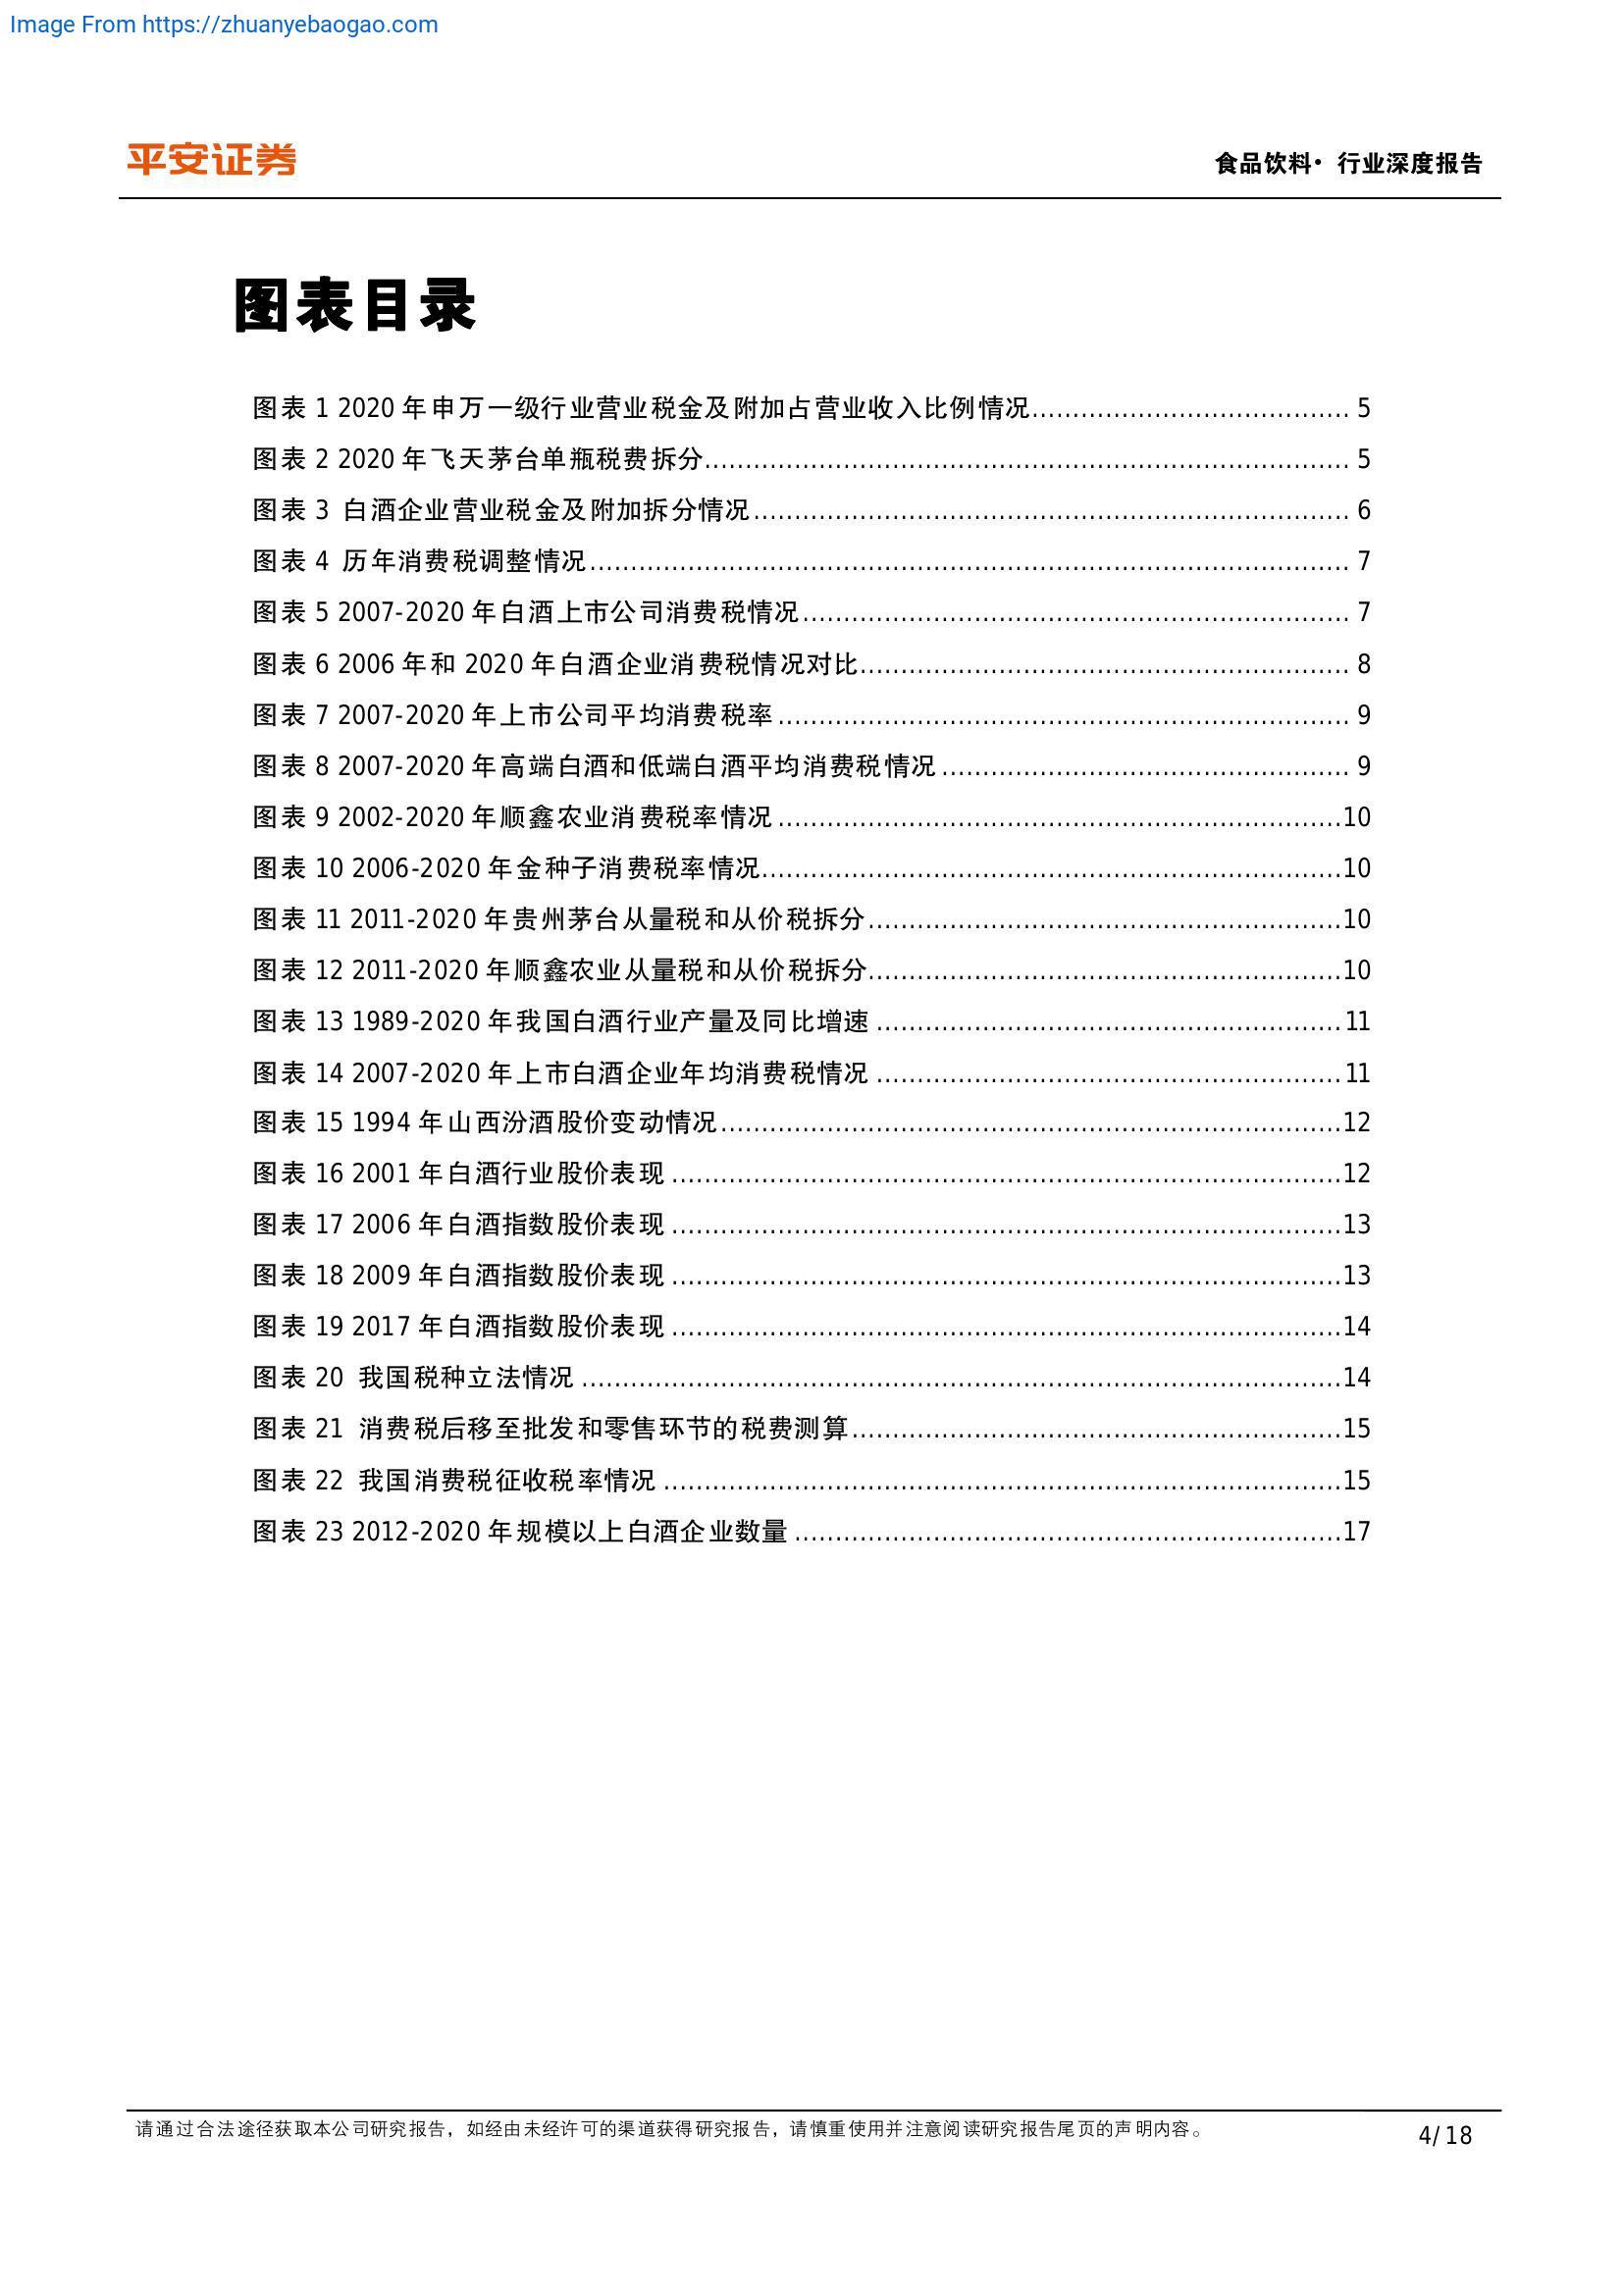 Image From https://zhuanyebaogao.com
平安证券
食品饮料• 行业深度报告
图表目录
图表 1 2020 年申万一级行业营业税金及附加占营业收入比例情况....................................... 5
图表 2 2020 年飞天茅台单瓶税费拆分............................................................................... 5
图表 3 白酒企业营业税金及附加拆分情况......................................................................... 6
图表 4 历年消费税调整情况............................................................................................. 7
图表 5 2007-2020 年白酒上市公司消费税情况................................................................... 7
图表 6 2006 年和 2020 年白酒企业消费税情况对比............................................................ 8
图表 7 2007-2020 年上市公司平均消费税率...................................................................... 9
图表 8 2007-2020 年高端白酒和低端白酒平均消费税情况.................................................. 9
图表 9 2002-2020 年顺鑫农业消费税率情况.....................................................................10
图表 10 2006-2020 年金种子消费税率情况.......................................................................10
图表 11 2011-2020 年贵州茅台从量税和从价税拆分..........................................................10
图表 12 2011-2020 年顺鑫农业从量税和从价税拆分..........................................................10
图表 13 1989-2020 年我国白酒行业产量及同比增速.........................................................11
图表 14 2007-2020 年上市白酒企业年均消费税情况.........................................................11
图表 15 1994 年山西汾酒股价变动情况............................................................................12
图表 16 2001 年白酒行业股价表现..................................................................................12
图表 17 2006 年白酒指数股价表现..................................................................................13
图表 18 2009 年白酒指数股价表现..................................................................................13
图表 19 2017 年白酒指数股价表现..................................................................................14
图表 20 我国税种立法情况.............................................................................................14
图表 21 消费税后移至批发和零售环节的税费测算............................................................15
图表 22 我国消费税征收税率情况...................................................................................15
图表 23 2012-2020 年规模以上白酒企业数量...................................................................17
请通过合法途径获取本公司研究报告，如经由未经许可的渠道获得研究报告，请慎重使用并注意阅读研究报告尾页的声明内容。
4/ 18